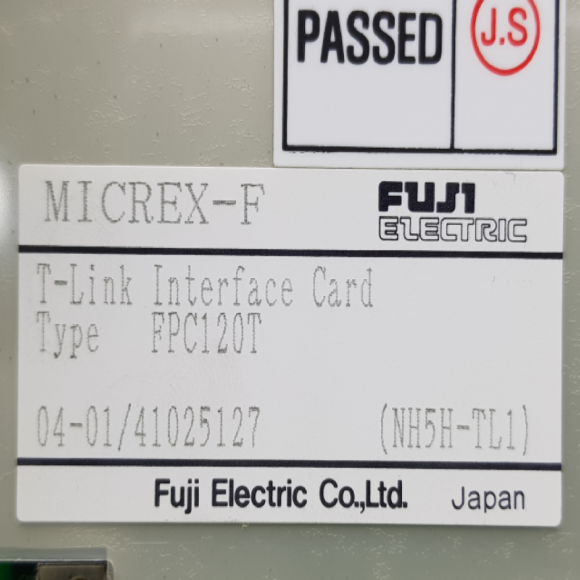 PASSED J.S
MICREX-F FUJI ELECTRIC
T-Link Interface Card
Type FPC120T
04-01/41025127 (NH5H-TL1)
Fuji Electric Co.,Ltd. Japan